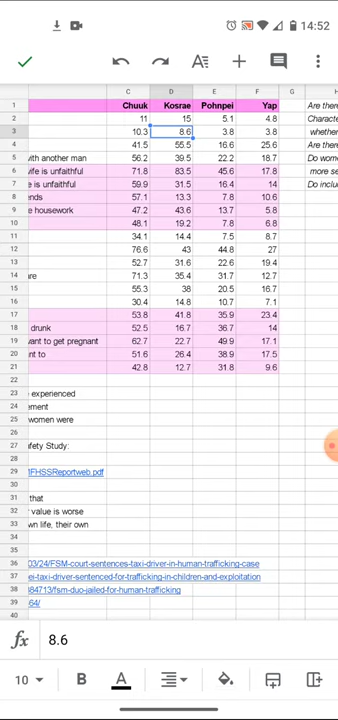 14:52
A
C D E F
1 Chuuk Kosrae Pohnpei Yap Are there
2 11 15 5.1 4.8 Characte
3 10.3 8.6 3.8 3.8 whether
4 41.5 55.5 16.6 25.6 Are there
5 with another man 56.2 39.5 22.2 18.7 Do wome
6 wife is unfaithful 71.8 83.5 45.6 17.8 more se
7 e is unfaithful 59.9 31.5 16.4 14 Do includ
8 ends 57.1 13.3 7.8 10.6
9 e housework 47.2 43.6 13.7 5.8
10 48.1 19.2 7.8 6.8
11 34.1 14.4 7.5 8.7
12 76.6 43 44.8 27
13 52.7 31.6 22.6 19.4
14 are 71.3 35.4 31.7 12.7
15 55.3 38 20.5 16.7
16 30.4 14.8 10.7 7.1
17 53.8 41.8 35.9 23.4
18 drunk 52.5 16.7 36.7 14
19 want to get pregnant 62.7 22.7 49.9 17.1
20 t to 51.6 26.4 38.9 17.5
21 42.8 12.7 31.8 9.6
22
23 e experienced
24 ement
25 women were
26
27 afety Study:
28
29 MFHSSReportweb.pdf
30
31 that
32 value is worse
33 wn life, their own
34
35
36 03/24/FSM-court-sentences-taxi-driver-in-human-trafficking-case
37 ei-taxi-driver-sentenced-for-trafficking-in-children-and-exploitation
38 384713/fsm-duo-jailed-for-human-trafficking
39 64/
40
fx 8.6
10 B A